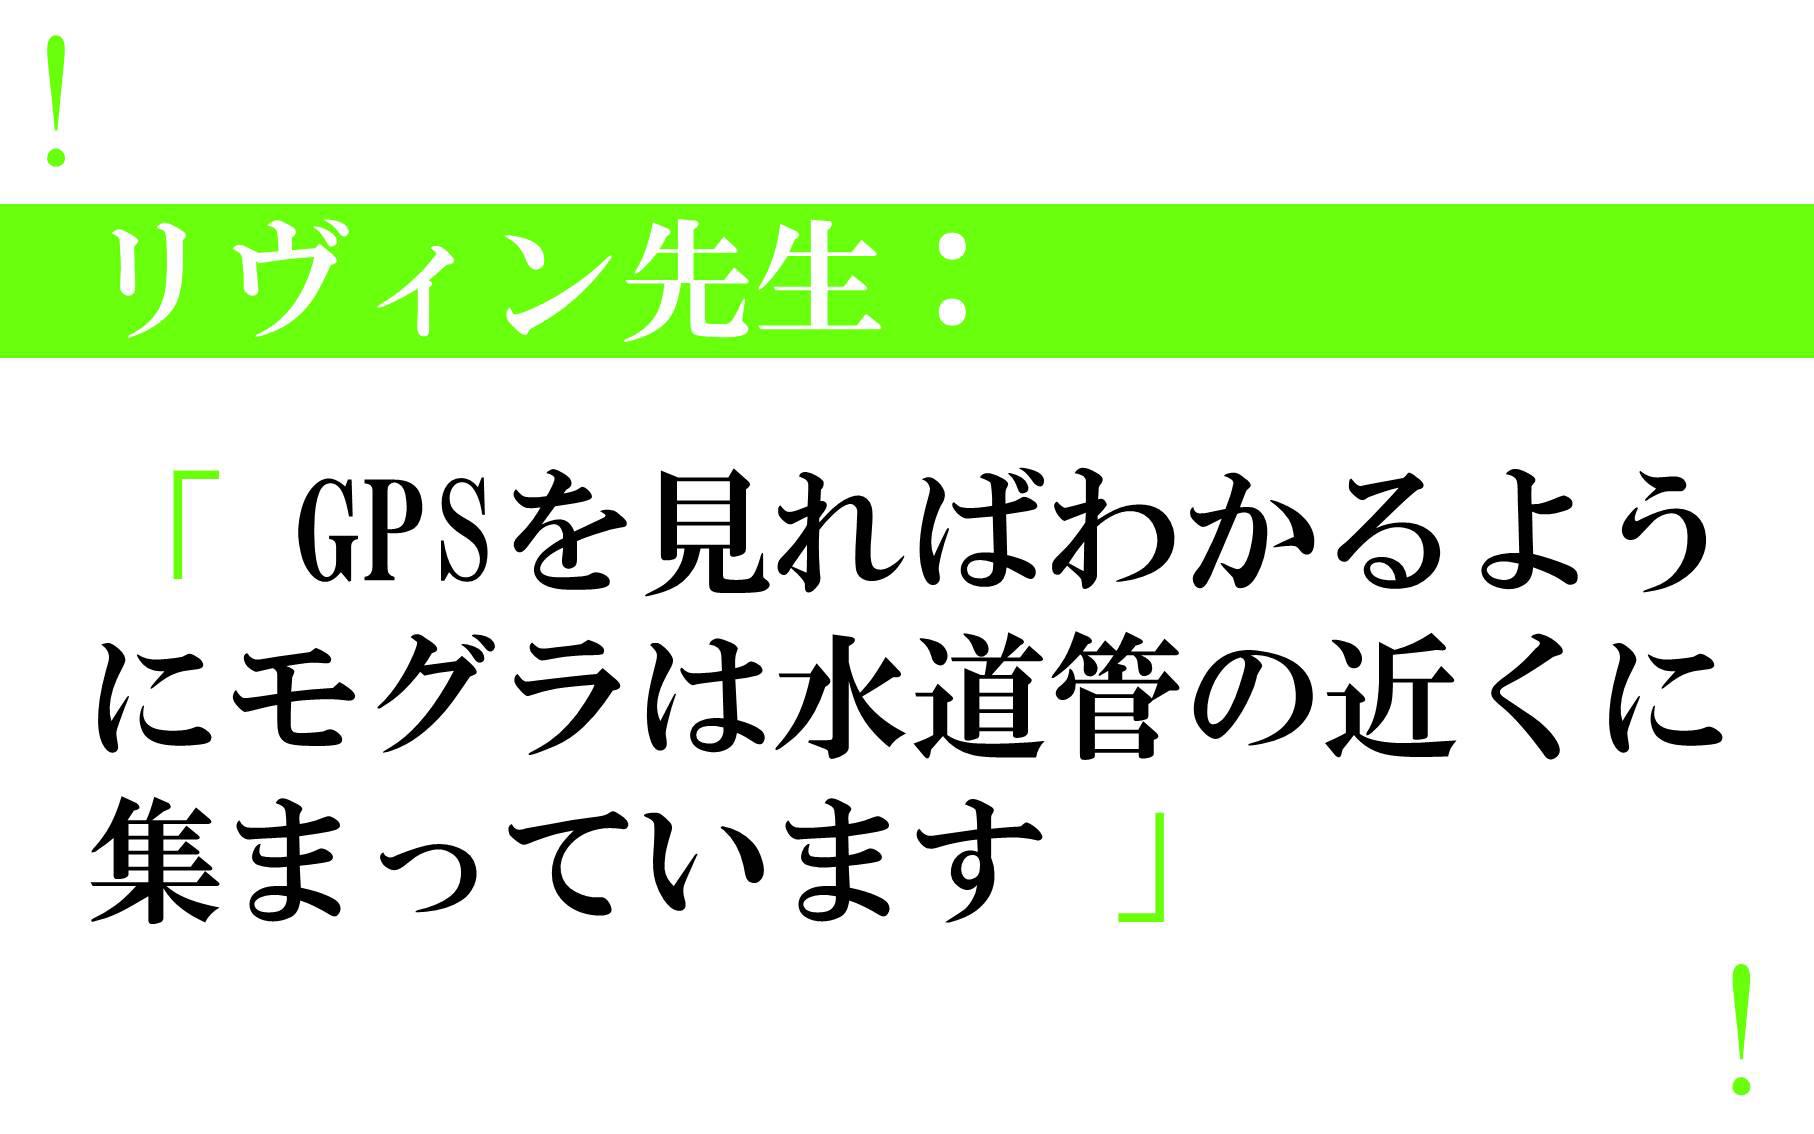 ！
リヴィン先生：
「 GPSを見ればわかるよう
にモグラは水道管の近くに
集まっています 」
！